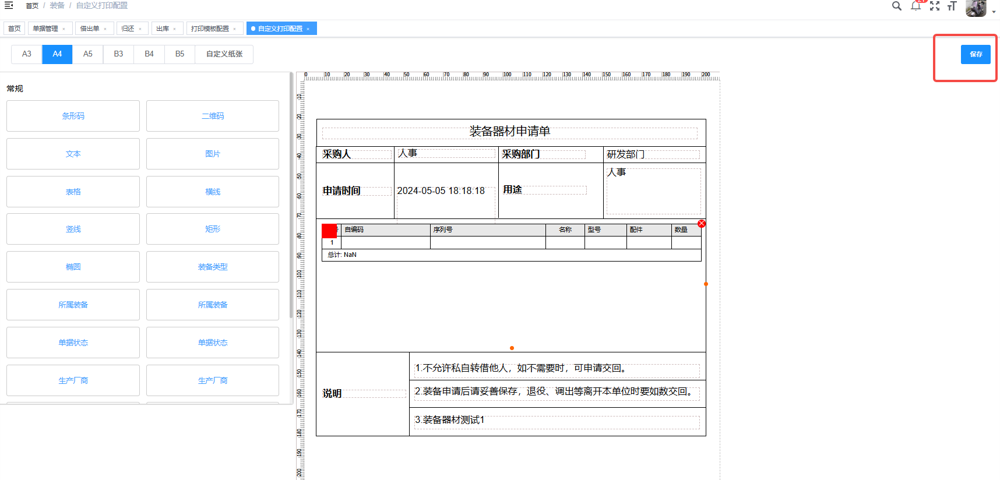 首页 / 装备 / 自定义打印配置
首页 单据管理 × 借出单 × 归还 × 出库 × 打印模板配置 × 自定义打印配置 ×
A3 A4 A5 B3 B4 B5 自定义纸张 保存
0 10 20 30 40 50 60 70 80 90 100 110 120 130 140 150 160 170 180 190 200
常规
条形码 二维码
文本 图片
表格 横线
竖线 矩形
椭圆 装备类型
所属装备 所属装备
单据状态 单据状态
生产厂商 生产厂商
10
20
30
40
50
60
70
80
90
100
110
120
130
140
150
160
170
180
190
200
装备器材申请单
采购人 人事 采购部门 研发部门
申请时间 2024-05-05 18:18:18 用途 人事
自编码 序列号 名称 型号 配件 数量
1
总计: NaN
说明
1.不允许私自转借他人，如不需要时，可申请交回。
2.装备申请后请妥善保存，退役、调出等离开本单位时要如数交回。
3.装备器材测试1